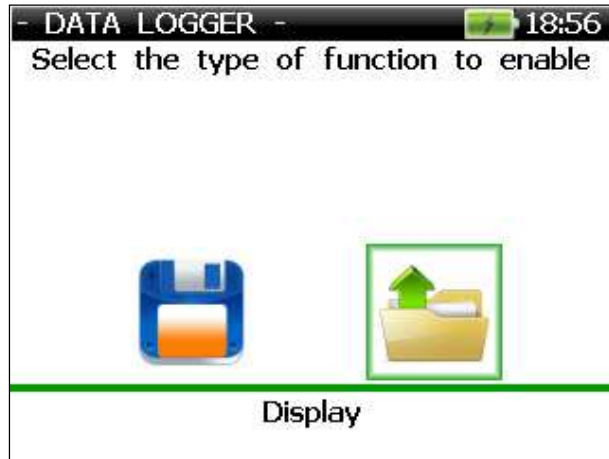 - DATA LOGGER - 18:56
Select the type of function to enable
Display